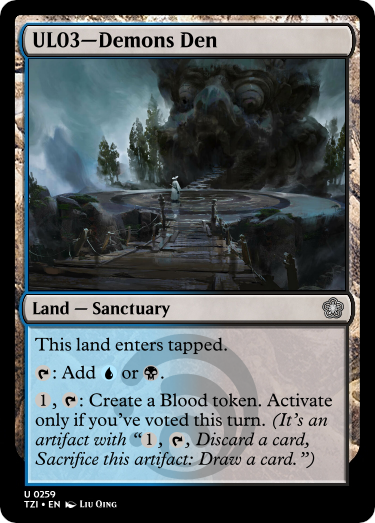 UL03—Demons Den
Land — Sanctuary
This land enters tapped.
: Add or .
1, : Create a Blood token. Activate
only if you've voted this turn. (It's an
artifact with “1, , Discard a card,
Sacrifice this artifact: Draw a card.”)
U 0259
TZI • EN Liu Qing